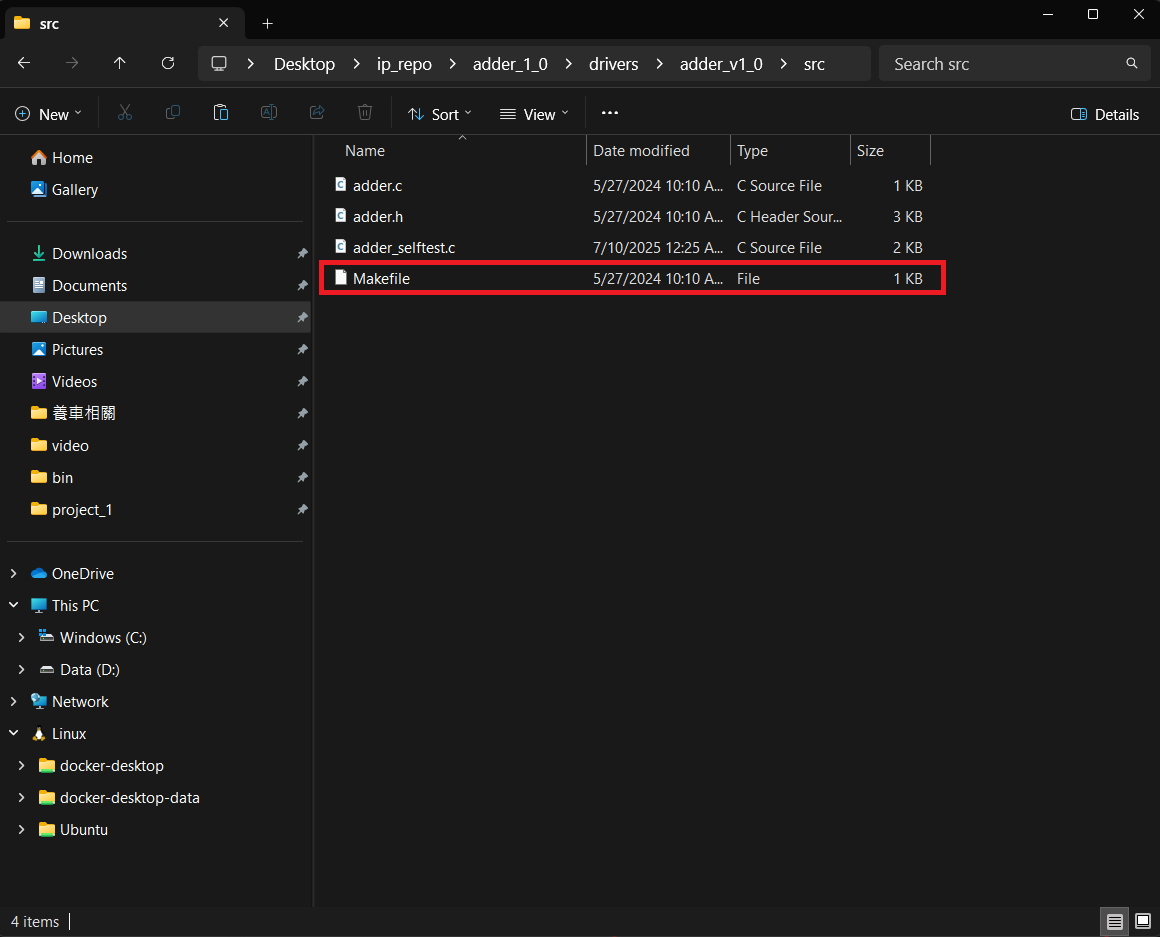 src
Desktop ip_repo adder_1_0 drivers adder_v1_0 src
Search src
New Sort View Details
Home
Gallery
Downloads
Documents
Desktop
Pictures
Videos
養車相關
video
bin
project_1
OneDrive
This PC
Windows (C:)
Data (D:)
Network
Linux
docker-desktop
docker-desktop-data
Ubuntu
Name Date modified Type Size
adder.c 5/27/2024 10:10 A... C Source File 1 KB
adder.h 5/27/2024 10:10 A... C Header Sour... 3 KB
adder_selftest.c 7/10/2025 12:25 A... C Source File 2 KB
Makefile 5/27/2024 10:10 A... File 1 KB
4 items